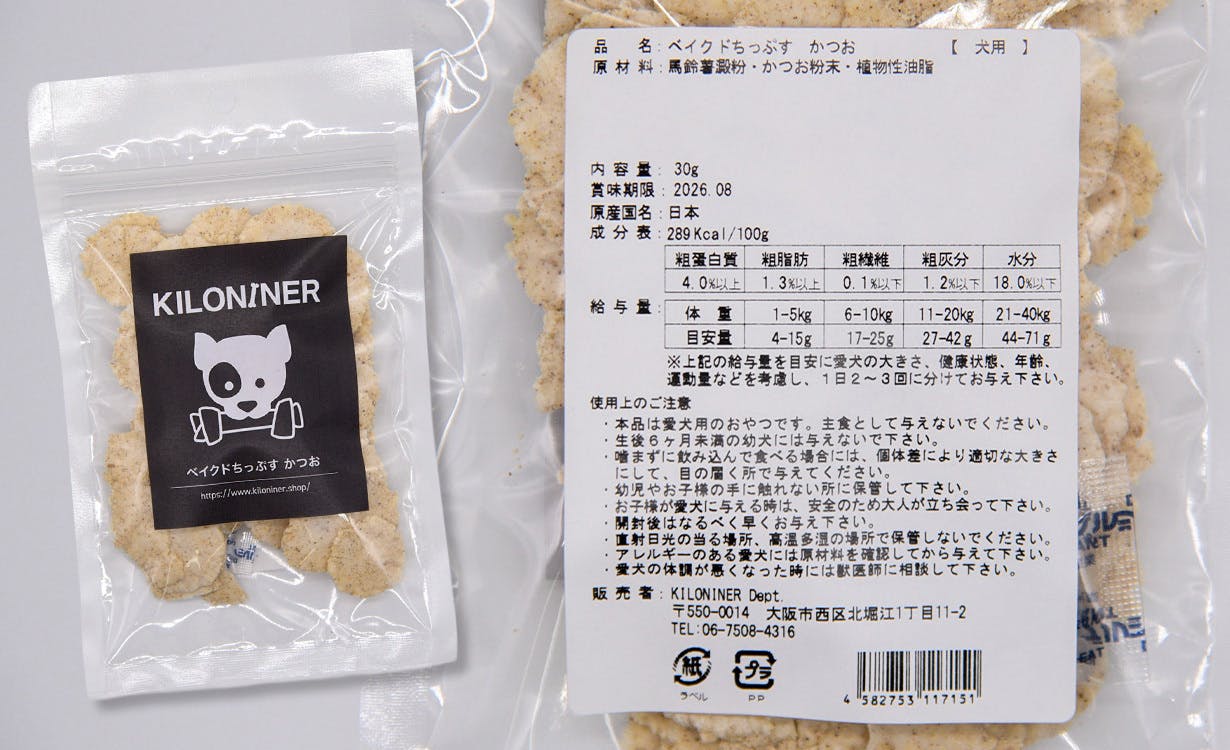 KILONINER
ベイクドちっぷす かつお
https://www.kiloniner.shop/
品 名:ベイクドちっぷす かつお 【 犬用 】
原材料:馬鈴薯澱粉・かつお粉末・植物性油脂
内容量: 30g
賞味期限: 2026.08
原産国名:日本
成分表:289Kcal/100g
粗蛋白質 粗脂肪 粗繊維 粗灰分 水分
4.0%以上 1.3%以上 0.1%以下 1.2%以下 18.0%以下
給与量:
体 重 1-5kg 6-10kg 11-20kg 21-40kg
目安量 4-15g 17-25g 27-42g 44-71g
※上記の給与量を目安に愛犬の大きさ、健康状態、年齢、
運動量などを考慮し、1日2〜3回に分けてお与え下さい。
使用上のご注意
・本品は愛犬用のおやつです。主食として与えないでください。
・生後6ヶ月未満の幼犬には与えないで下さい。
・噛まずに飲み込んで食べる場合には、個体差により適切な大きさ
にして、目の届く所で与えてください。
・幼児やお子様の手に触れない所に保管して下さい。
・お子様が愛犬に与える時は、安全のため大人が立ち会って下さい。
・開封後はなるべく早くお与え下さい。
・直射日光の当る場所、高温多湿の場所で保管しないでください。
・アレルギーのある愛犬には原材料を確認してから与えて下さい。
・愛犬の体調が悪くなった時には獣医師に相談して下さい。
販売者:KILONINER Dept.
〒550-0014 大阪市西区北堀江1丁目11-2
TEL:06-7508-4316
紙
ラベル
プラ
PP
4 582753 117151